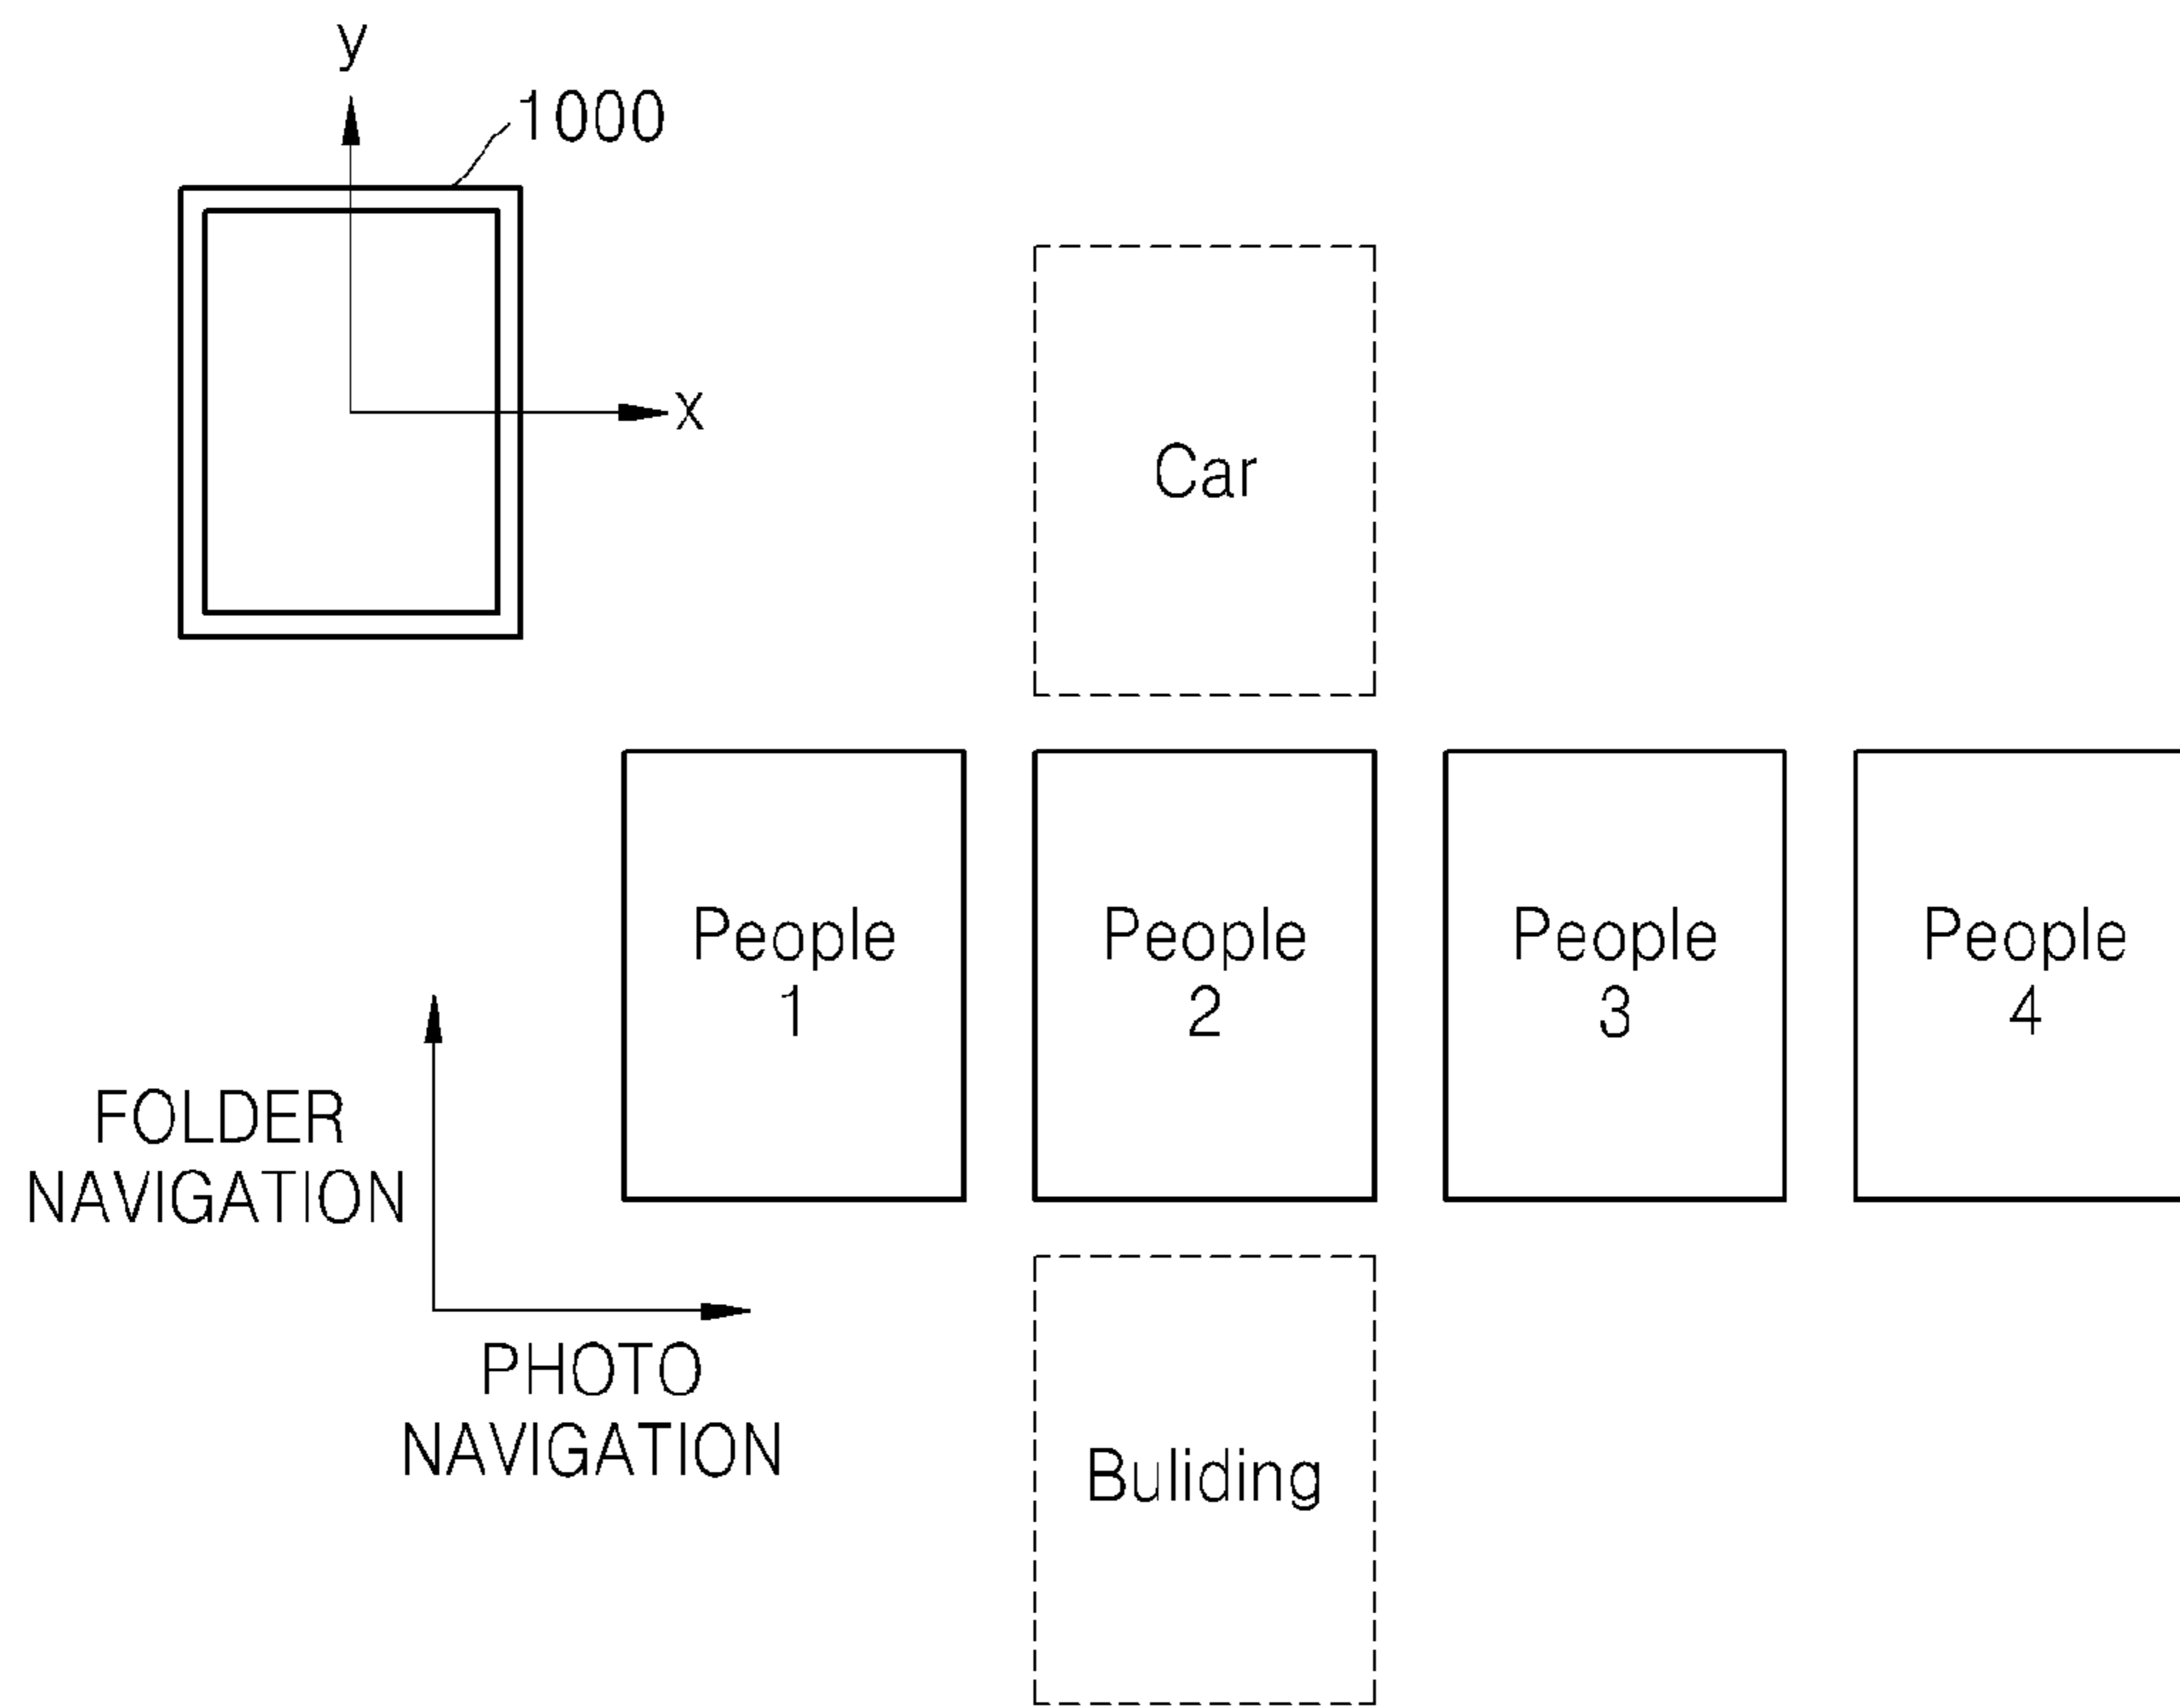 y
1000
x
Car
People
1
People
2
People
3
People
4
FOLDER
NAVIGATION
PHOTO
NAVIGATION
Buliding